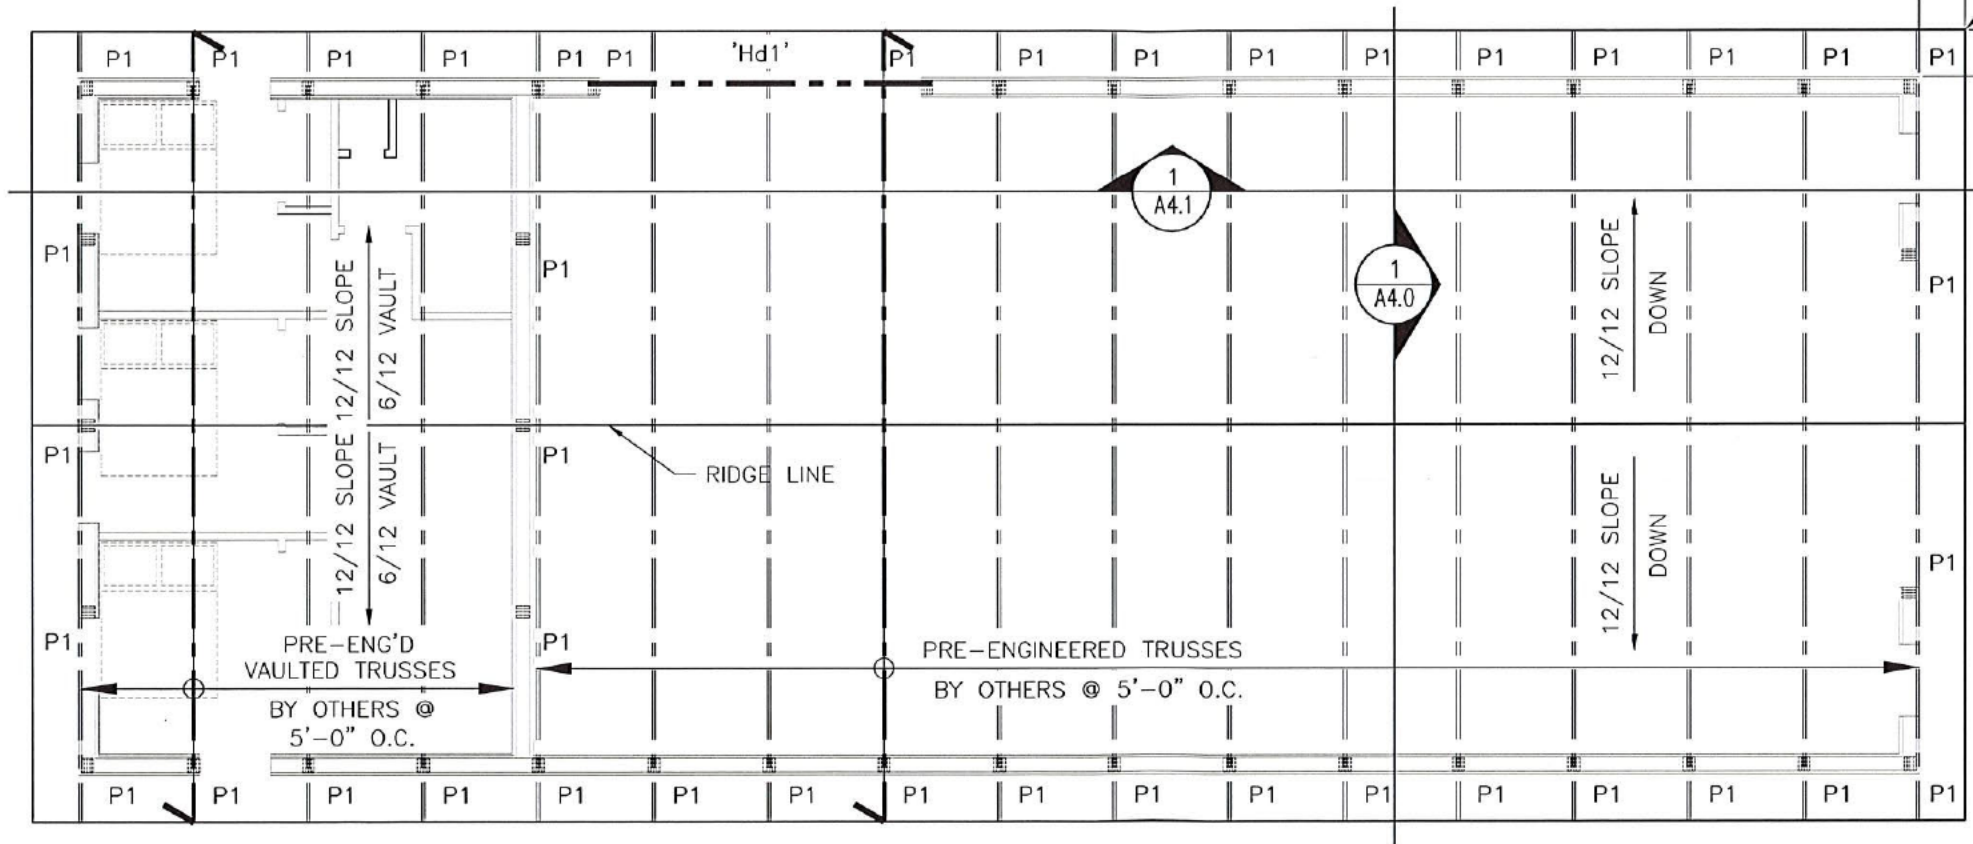 P1 P1 P1 P1 P1 P1 'Hd1' P1 P1 P1 P1 P1 P1 P1 P1 P1 P1
1
A4.1
P1 P1 P1
1
A4.0
12/12 SLOPE
6/12 VAULT
12/12 SLOPE
DOWN
P1 P1
RIDGE LINE
12/12 SLOPE
6/12 VAULT
12/12 SLOPE
DOWN
P1
P1 P1
PRE-ENG'D
VAULTED TRUSSES
BY OTHERS @
5'-0" O.C.
PRE-ENGINEERED TRUSSES
BY OTHERS @ 5'-0" O.C.
P1 P1 P1 P1 P1 P1 P1 P1 P1 P1 P1 P1 P1 P1 P1 P1 P1